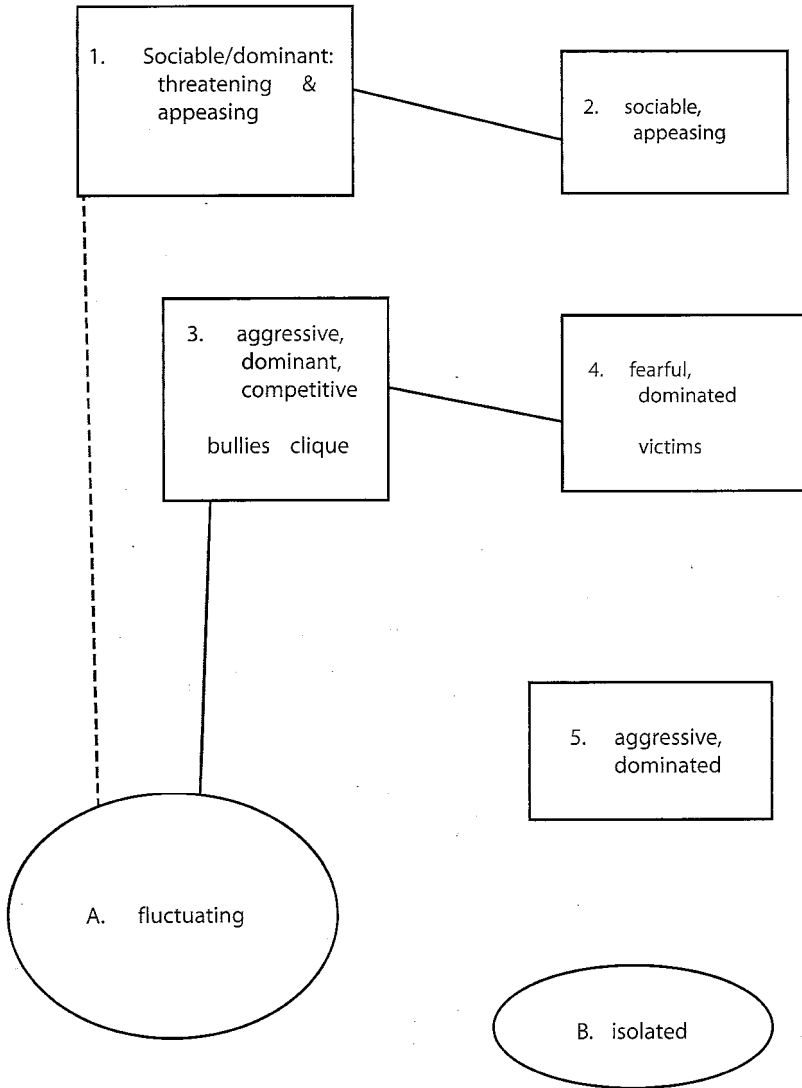 1. Sociable/dominant:
threatening &
appeasing
2. sociable,
appeasing
3. aggressive,
dominant,
competitive
bullies clique
4. fearful,
dominated
victims
5. aggressive,
dominated
A. fluctuating
B. isolated